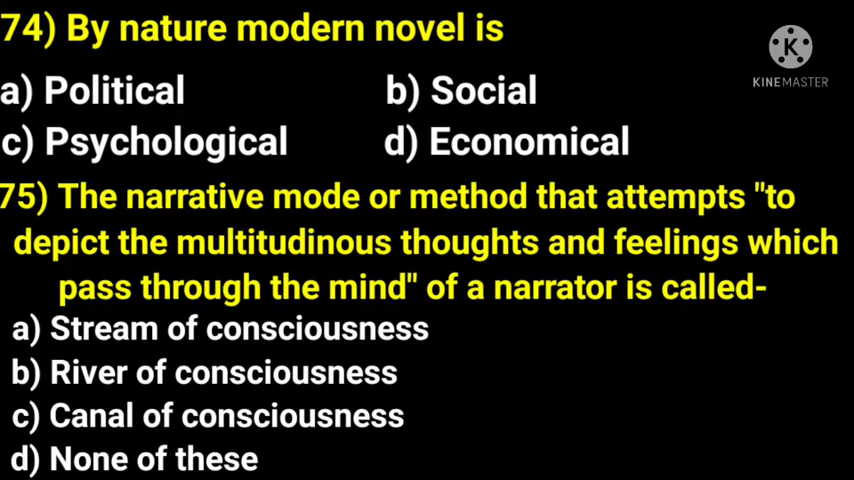 74) By nature modern novel is
K
KINEMASTER
a) Political b) Social
c) Psychological d) Economical
75) The narrative mode or method that attempts "to
depict the multitudinous thoughts and feelings which
pass through the mind" of a narrator is called-
a) Stream of consciousness
b) River of consciousness
c) Canal of consciousness
d) None of these